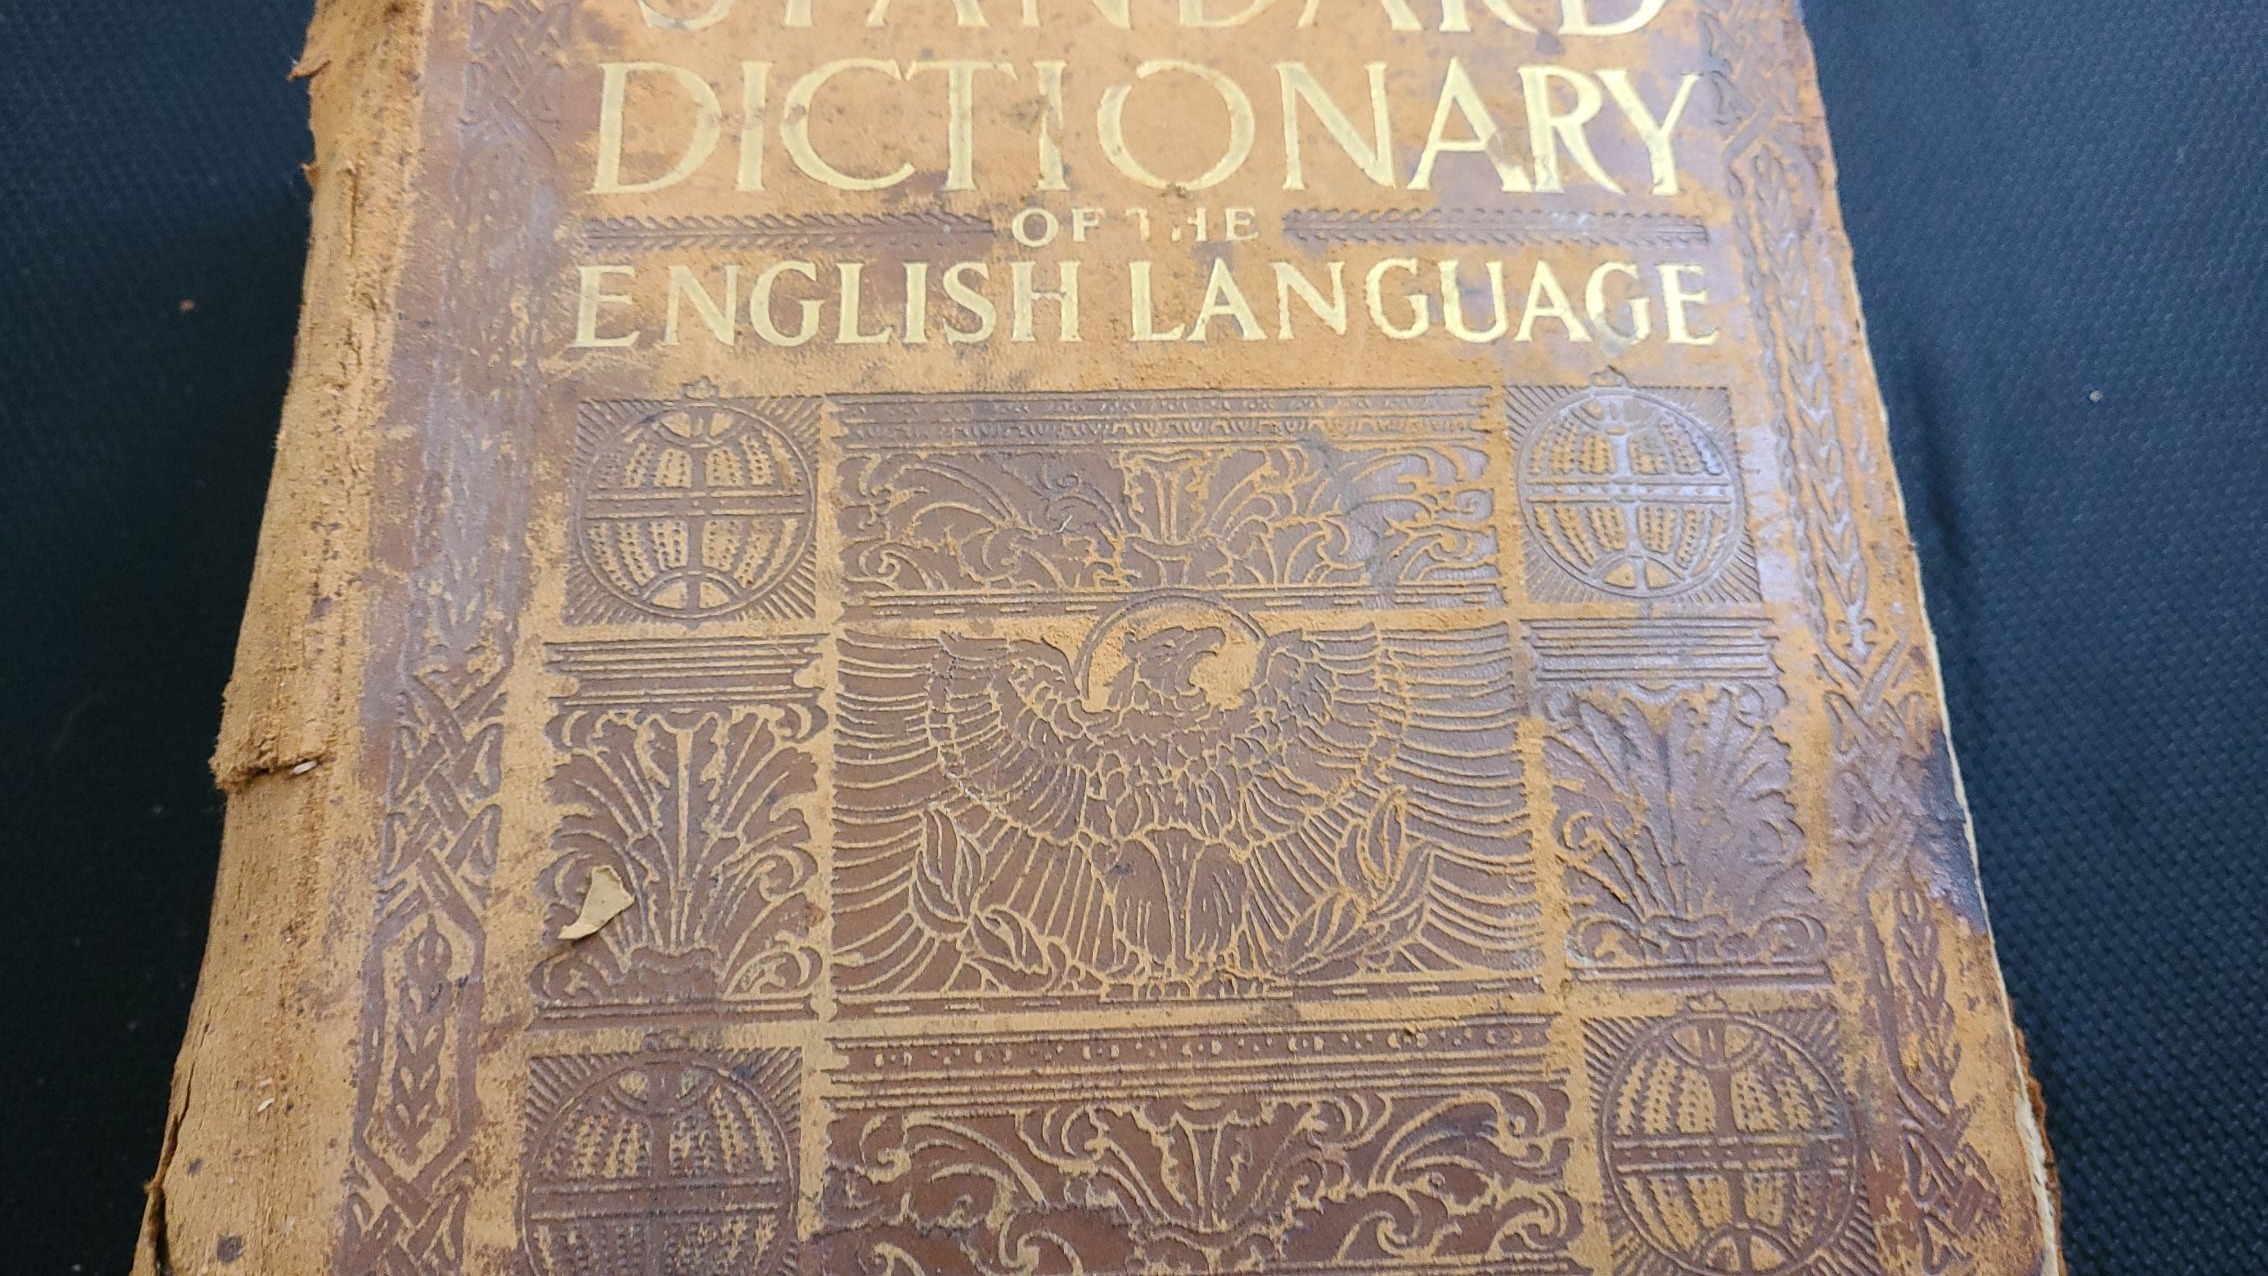 STANDARD
DICTIONARY
OF THE
ENGLISH LANGUAGE